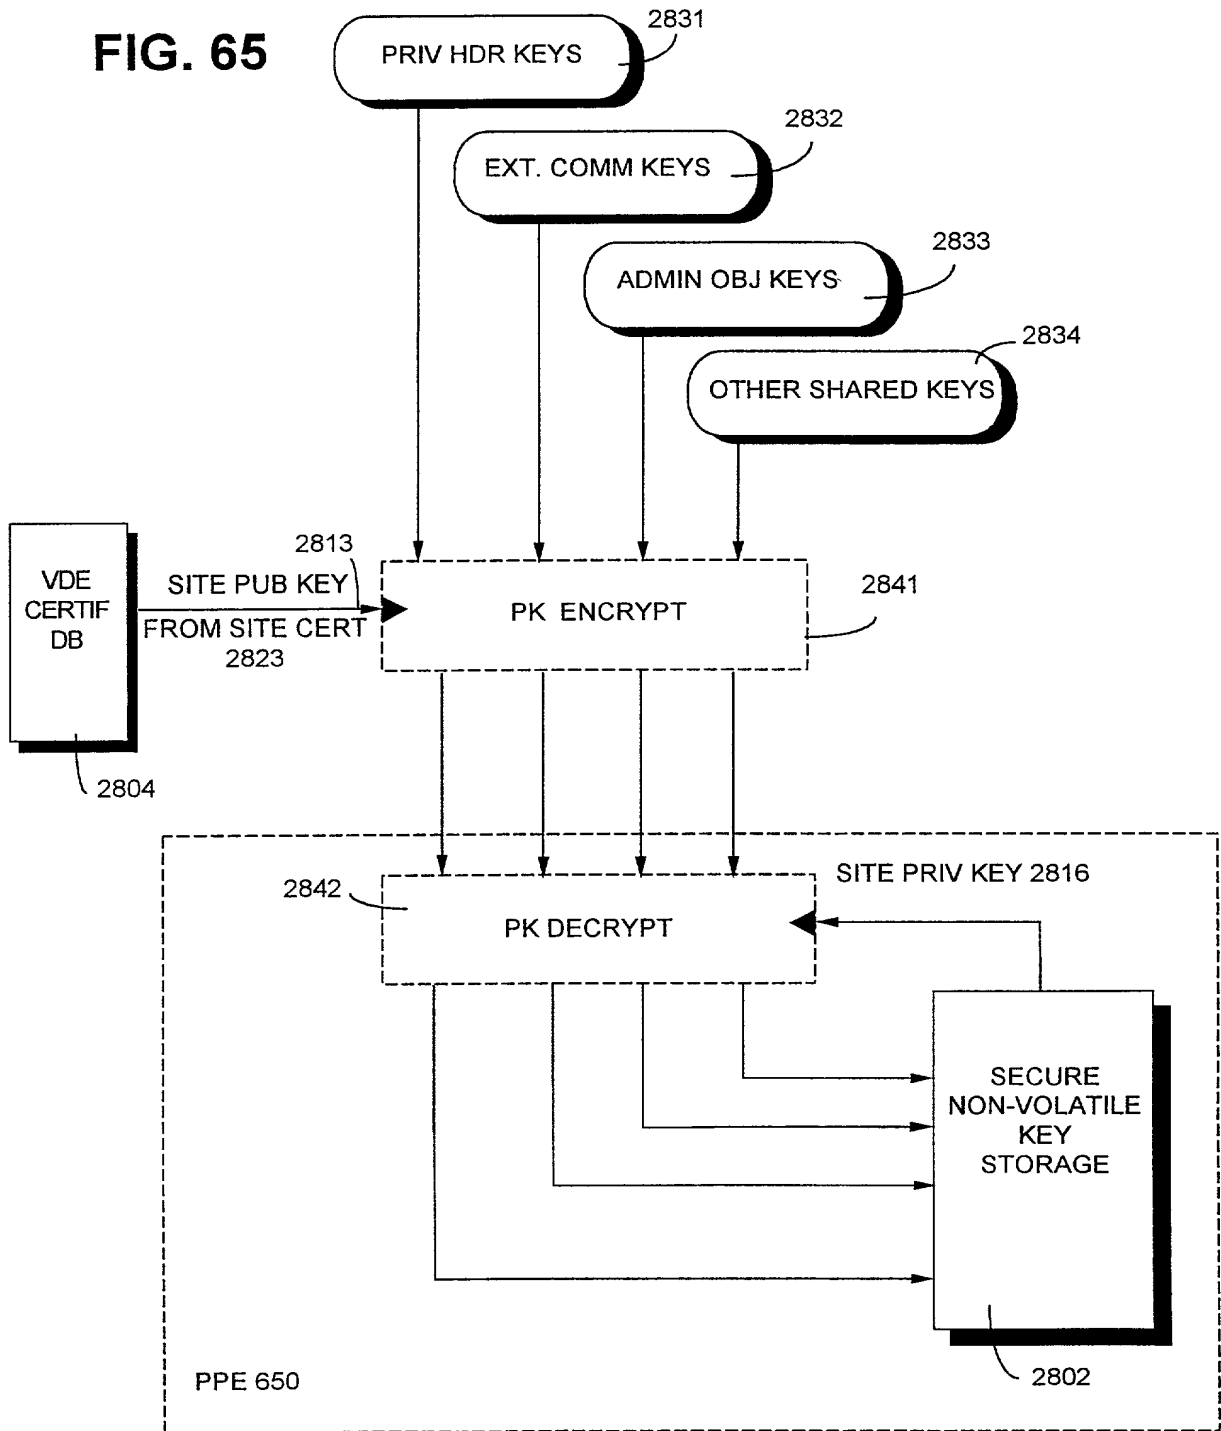 FIG. 65
PRIV HDR KEYS
2831
EXT. COMM KEYS
2832
ADMIN OBJ KEYS
2833
OTHER SHARED KEYS
2834
VDE
CERTIF
DB
2804
2813
SITE PUB KEY
FROM SITE CERT
2823
PK ENCRYPT
2841
2842
PK DECRYPT
SITE PRIV KEY 2816
SECURE
NON-VOLATILE
KEY
STORAGE
2802
PPE 650